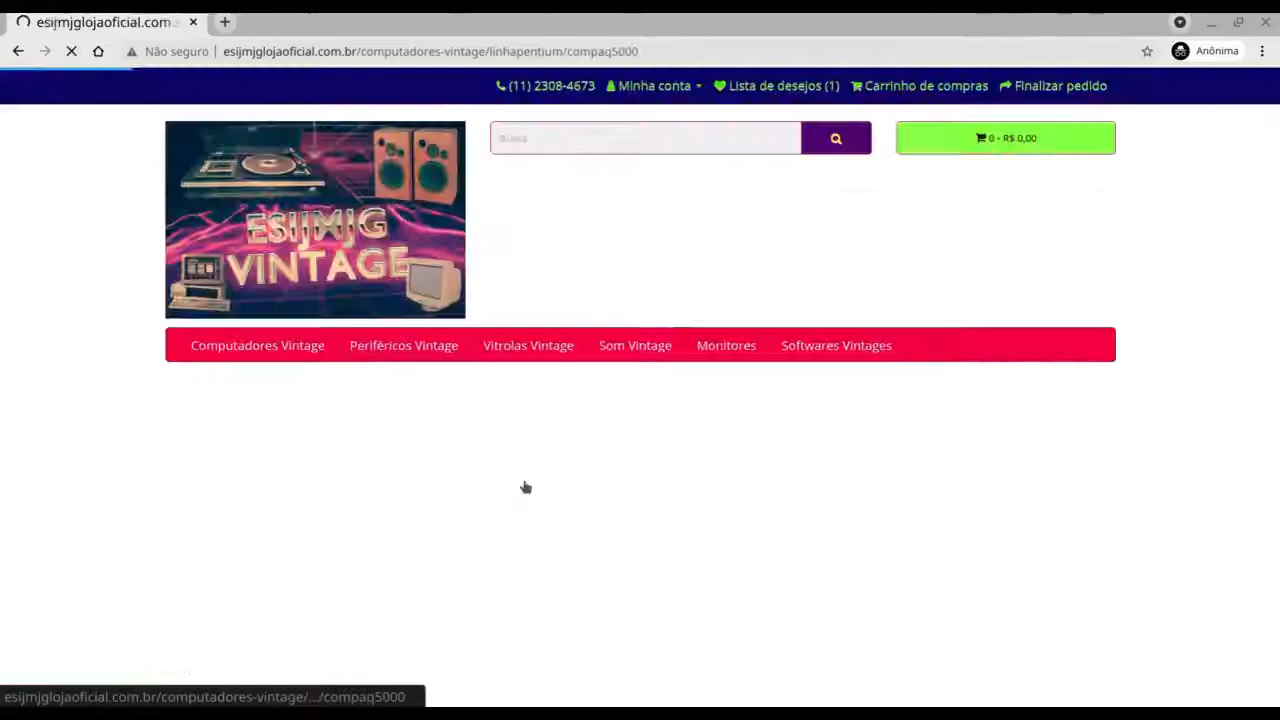 esijmjglojaoficial.com.
Não seguro | esijmjglojaoficial.com.br/computadores-vintage/linhapentium/compaq5000
Anônima
(11) 2308-4673 Minha conta Lista de desejos (1) Carrinho de compras Finalizar pedido
Busca
0 - R$ 0,00
ESIJMJG
VINTAGE
Computadores Vintage Periféricos Vintage Vitrolas Vintage Som Vintage Monitores Softwares Vintages
esijmjglojaoficial.com.br/computadores-vintage/.../compaq5000